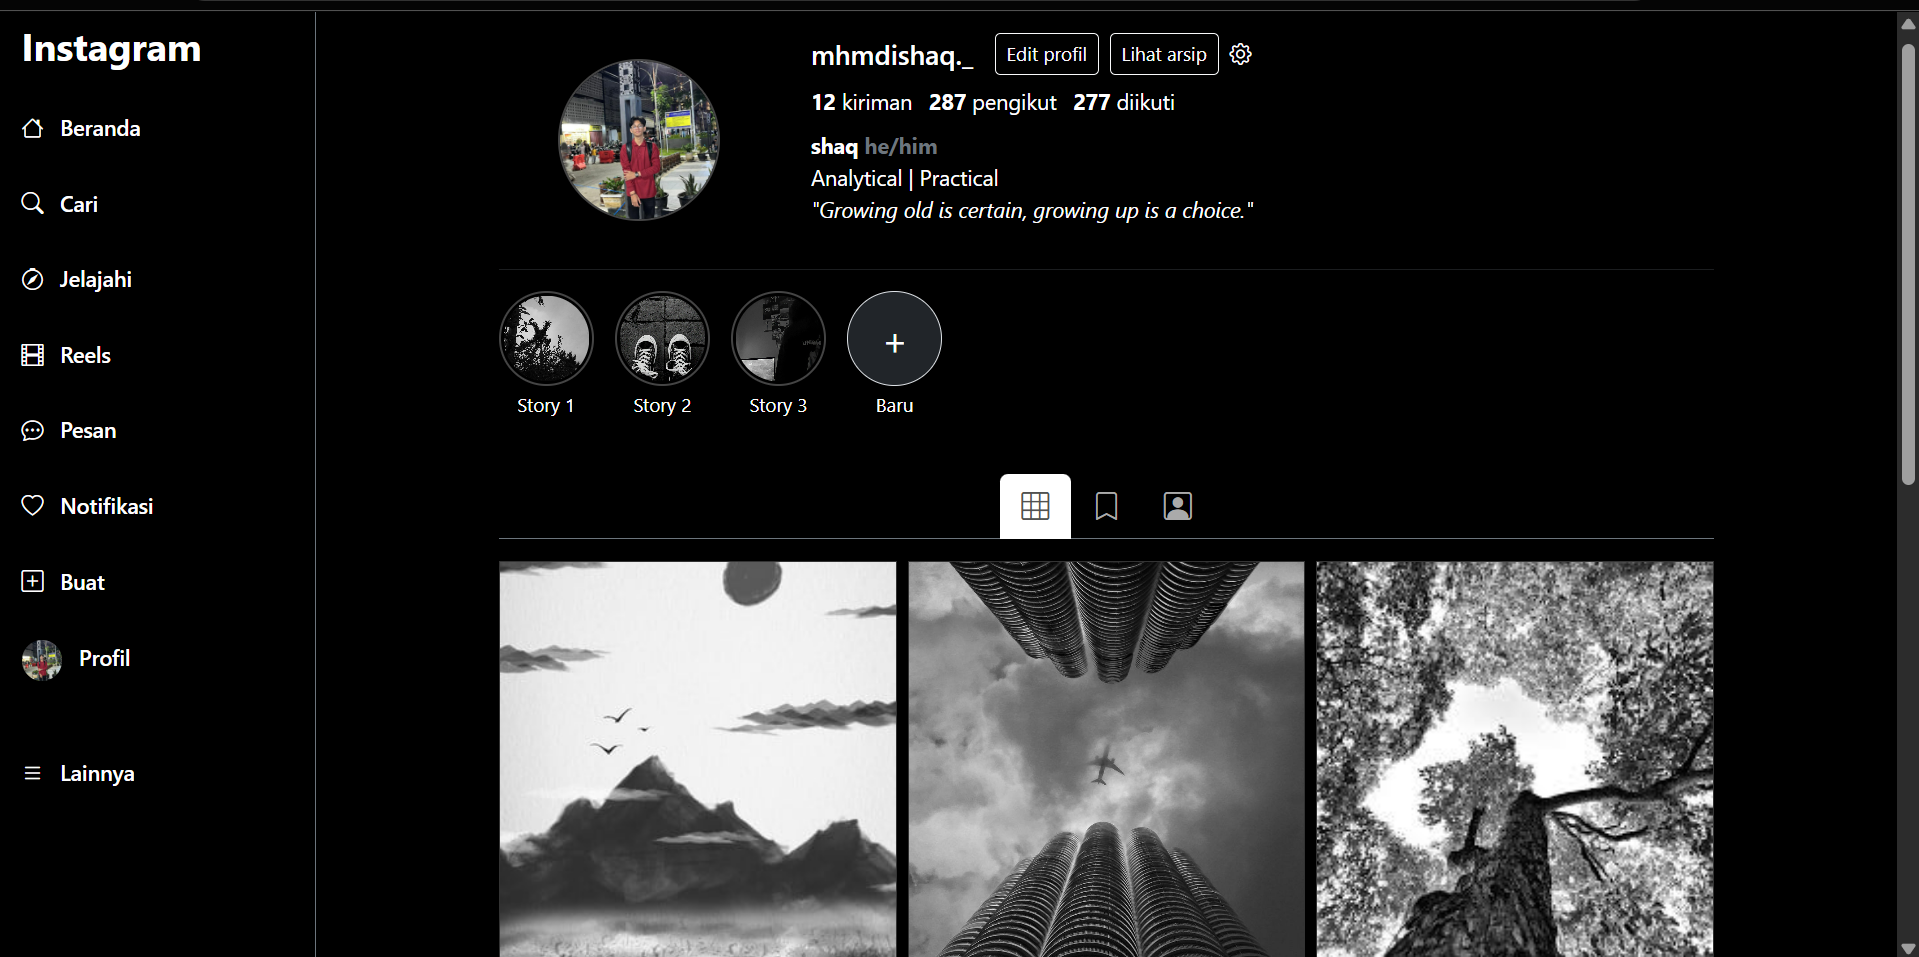 Instagram
Beranda
Cari
Jelajahi
Reels
Pesan
Notifikasi
Buat
Profil
Lainnya
mhmdishaq._ Edit profil Lihat arsip
12 kiriman 287 pengikut 277 diikuti
shaq he/him
Analytical | Practical
"Growing old is certain, growing up is a choice."
Story 1 Story 2 Story 3 Baru